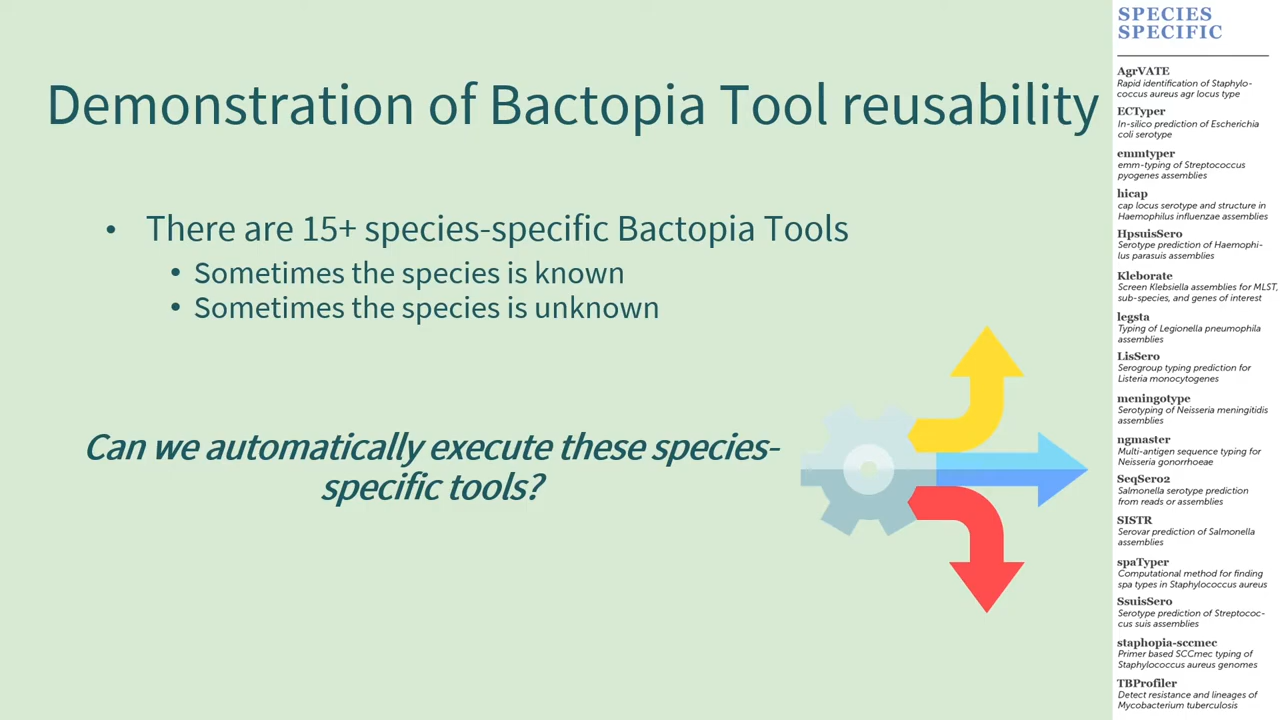 Demonstration of Bactopia Tool reusability
• There are 15+ species-specific Bactopia Tools
• Sometimes the species is known
• Sometimes the species is unknown
Can we automatically execute these species-
specific tools?
SPECIES
SPECIFIC
AgrVATE
Rapid identification of Staphylo-
coccus aureus agr locus type
ECTyper
In-silico prediction of Escherichia
coli serotype
emmtyper
emm-typing of Streptococcus
pyogenes assemblies
hicap
cap locus serotype and structure in
Haemophilus influenzae assemblies
HpsuisSero
Serotype prediction of Haemophi-
lus parasuis assemblies
Kleborate
Screen Klebsiella assemblies for MLST,
sub-species, and genes of interest
legsta
Typing of Legionella pneumophila
assemblies
LisSero
Serogroup typing prediction for
Listeria monocytogenes
meningotype
Serotyping of Neisseria meningitidis
assemblies
ngmaster
Multi-antigen sequence typing for
Neisseria gonorrhoeae
SeqSero2
Salmonella serotype prediction
from reads or assemblies
SISTR
Serovar prediction of Salmonella
assemblies
spaTyper
Computational method for finding
spa types in Staphylococcus aureus
SsuisSero
Serotype prediction of Streptococ-
cus suis assemblies
staphopia-sccmec
Primer based SCCmec typing of
Staphylococcus aureus genomes
TBProfiler
Detect resistance and lineages of
Mycobacterium tuberculosis